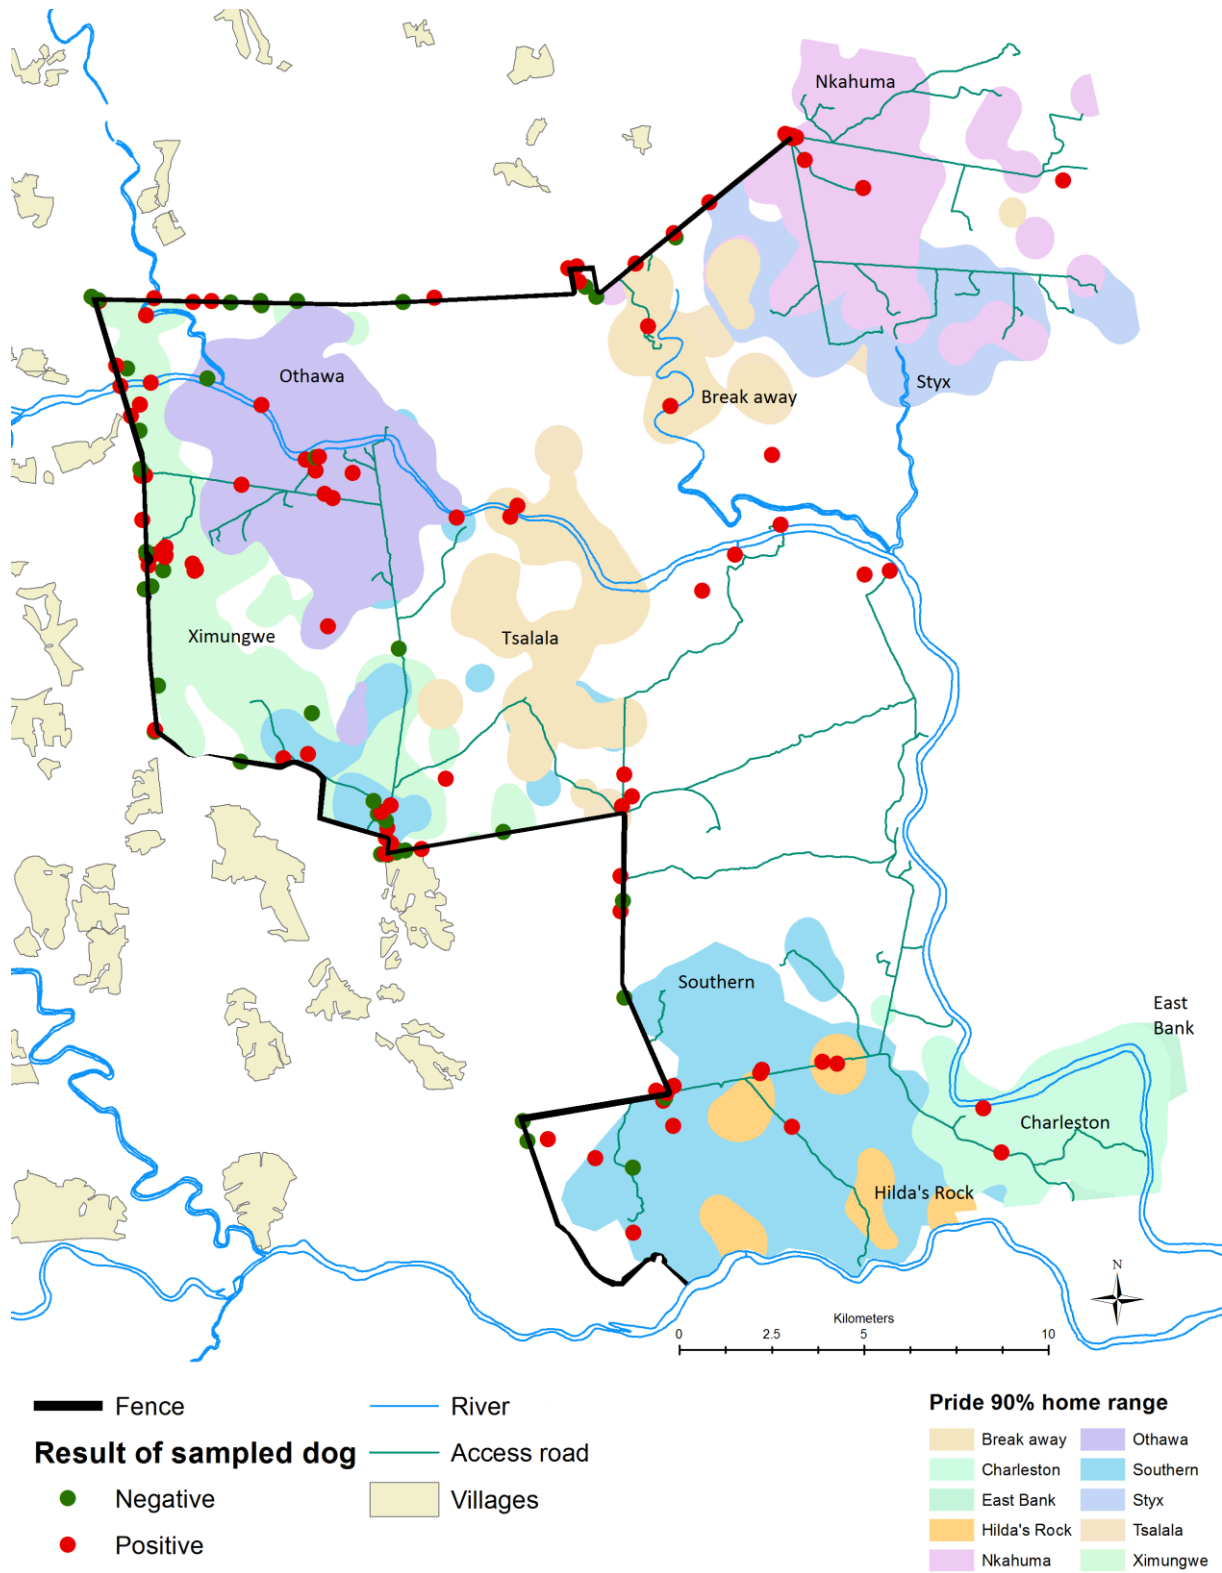 Nkahuma
Othawa
Styx
Break away
Ximungwe
Tsalala
Southern
East
Bank
Charleston
Hilda's Rock
N
Kilometers
0 2.5 5 10
Fence
River
Pride 90% home range
Result of sampled dog
Access road
Break away Othawa
Charleston Southern
Negative
Villages
East Bank Styx
Hilda's Rock Tsalala
Positive
Nkahuma Ximungwe